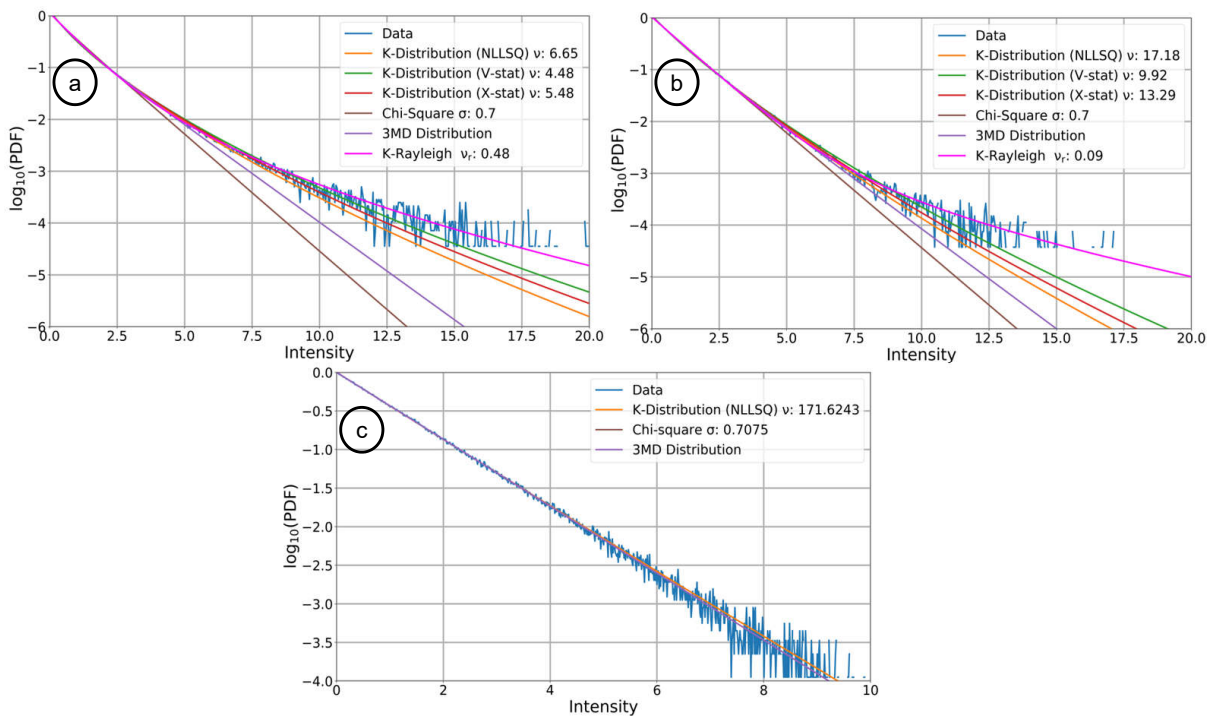 a
log₁₀(PDF)
0
−1
−2
−3
−4
−5
−6
0.0 2.5 5.0 7.5 10.0 12.5 15.0 17.5 20.0
Intensity
Data
K-Distribution (NLLSQ) ν: 6.65
K-Distribution (V-stat) ν: 4.48
K-Distribution (X-stat) ν: 5.48
Chi-Square σ: 0.7
3MD Distribution
K-Rayleigh νᵣ: 0.48
b
log₁₀(PDF)
0
−1
−2
−3
−4
−5
−6
0.0 2.5 5.0 7.5 10.0 12.5 15.0 17.5 20.0
Intensity
Data
K-Distribution (NLLSQ) ν: 17.18
K-Distribution (V-stat) ν: 9.92
K-Distribution (X-stat) ν: 13.29
Chi-Square σ: 0.7
3MD Distribution
K-Rayleigh νᵣ: 0.09
c
log₁₀(PDF)
0.0
−0.5
−1.0
−1.5
−2.0
−2.5
−3.0
−3.5
−4.0
0 2 4 6 8 10
Intensity
Data
K-Distribution (NLLSQ) ν: 171.6243
Chi-square σ: 0.7075
3MD Distribution